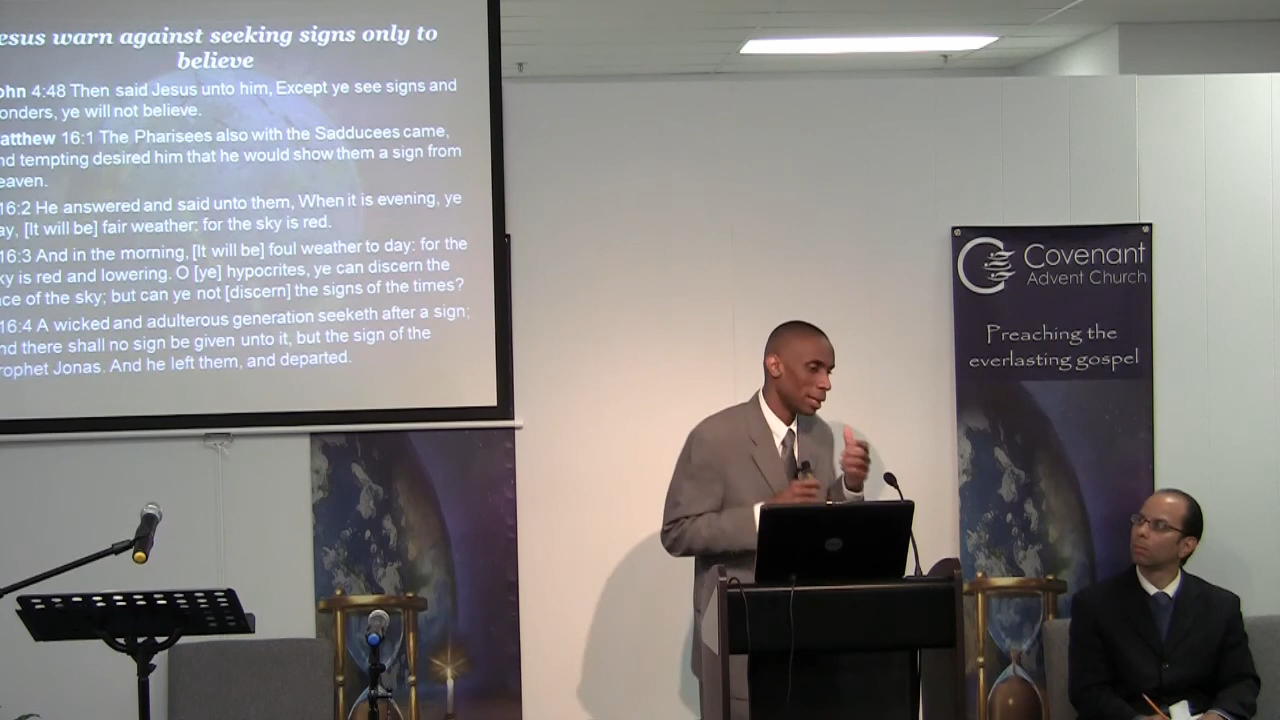 esus warn against seeking signs only to
believe
ohn 4:48 Then said Jesus unto him, Except ye see signs and
onders, ye will not believe.
atthew 16:1 The Pharisees also with the Sadducees came,
nd tempting desired him that he would show them a sign from
eaven.
16:2 He answered and said unto them, When it is evening, ye
ay, [It will be] fair weather: for the sky is red.
16:3 And in the morning, [It will be] foul weather to day: for the
ky is red and lowering. O [ye] hypocrites, ye can discern the
ce of the sky; but can ye not [discern] the signs of the times?
16:4 A wicked and adulterous generation seeketh after a sign;
nd there shall no sign be given unto it, but the sign of the
rophet Jonas. And he left them, and departed.
Covenant
Advent Church
Preaching the
everlasting gospel